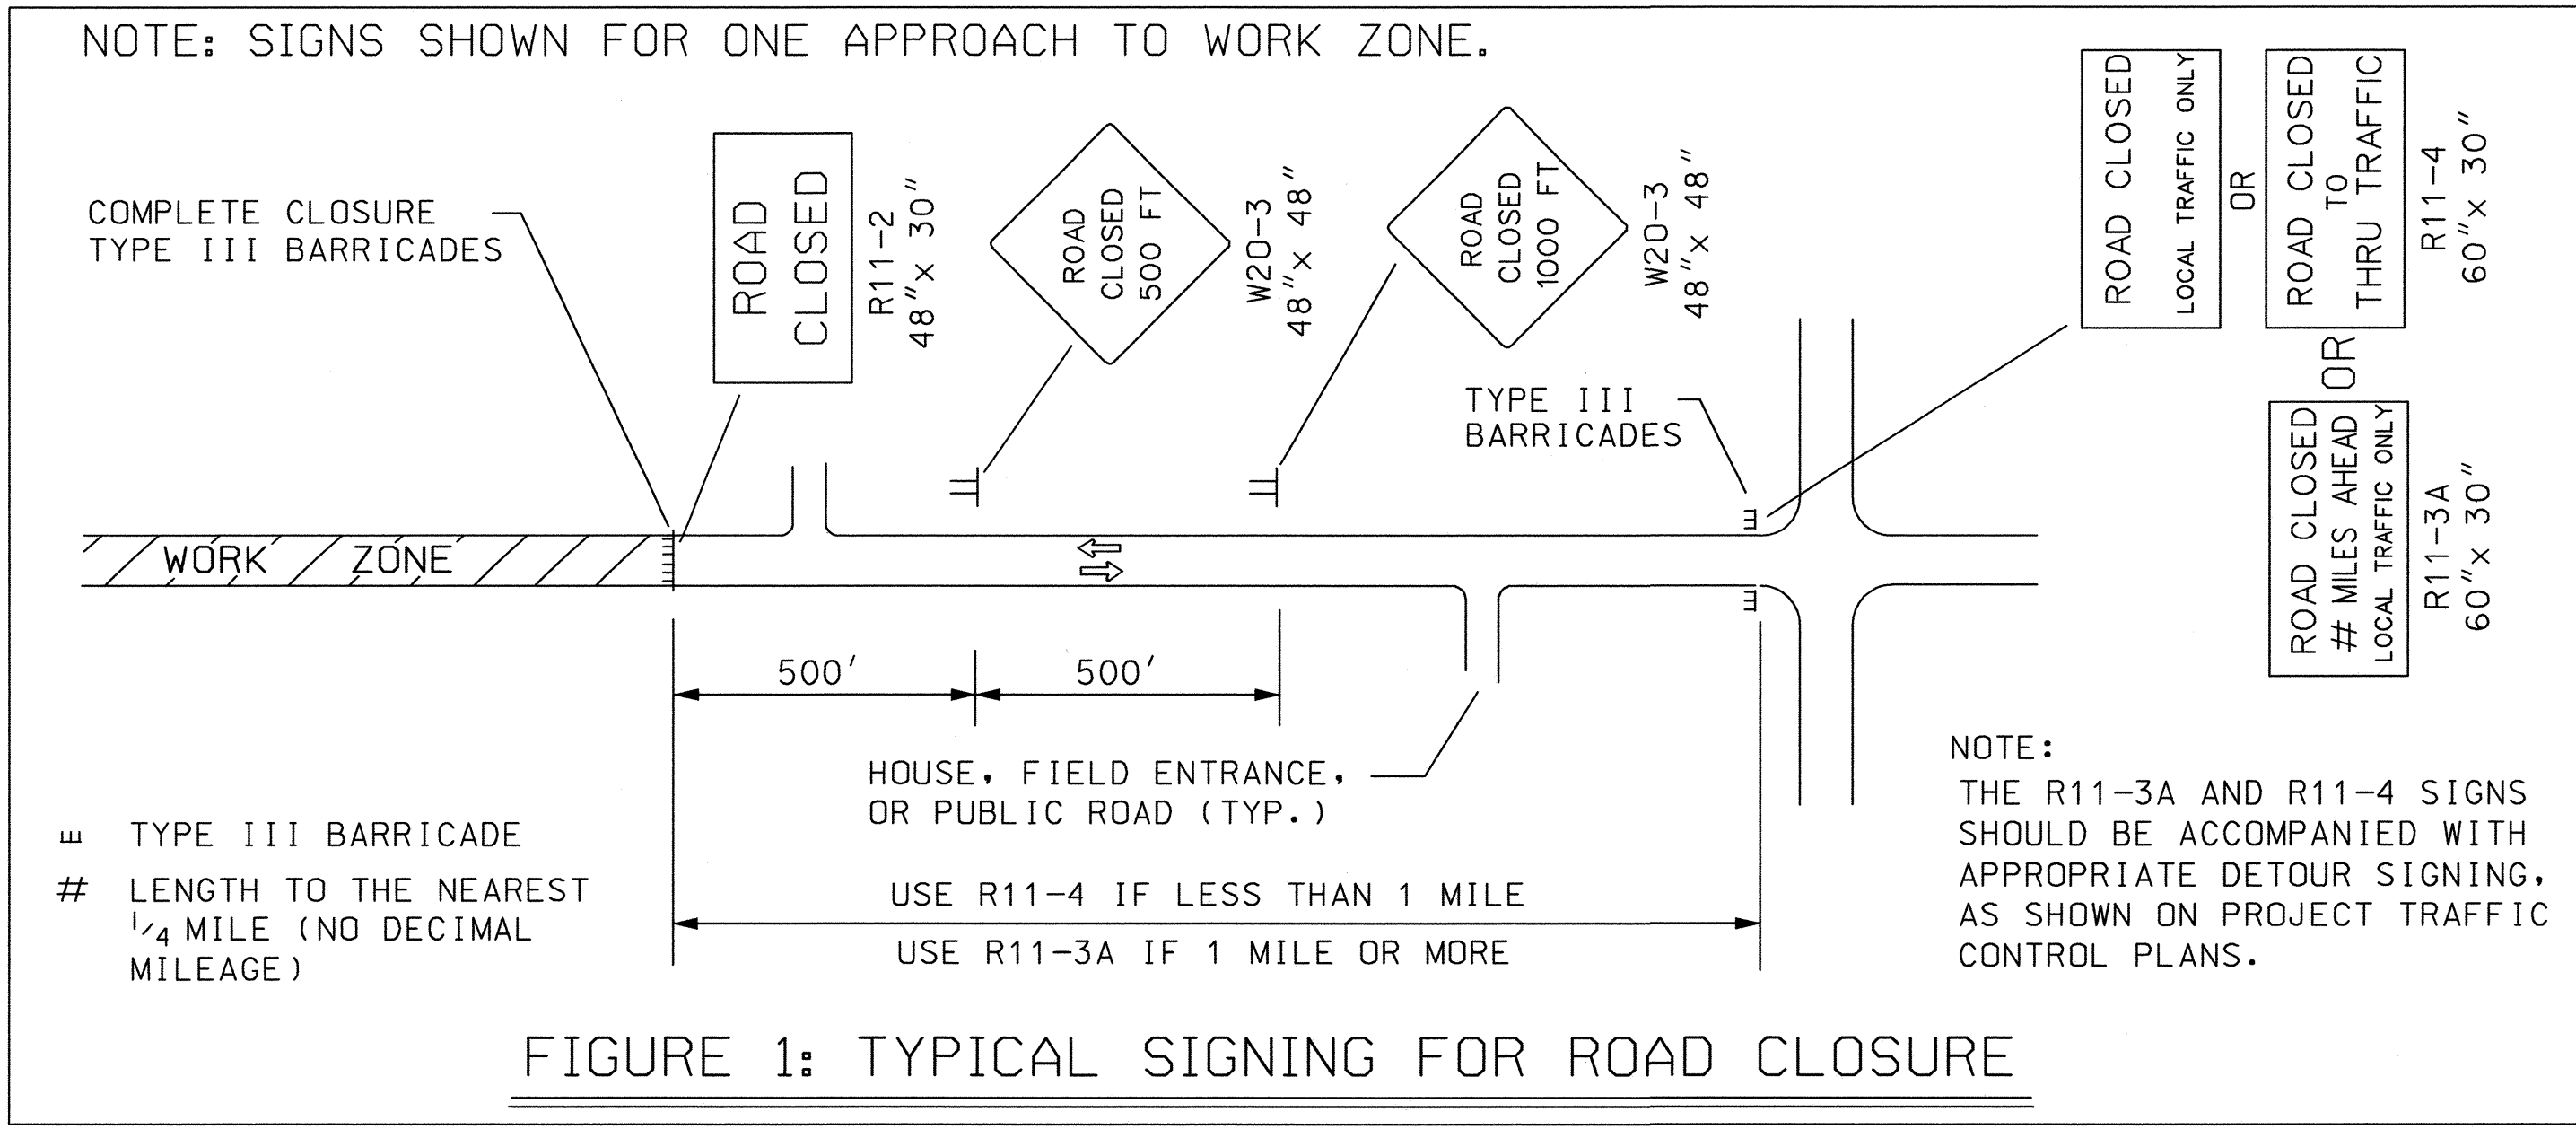 NOTE: SIGNS SHOWN FOR ONE APPROACH TO WORK ZONE.
COMPLETE CLOSURE
TYPE III BARRICADES
ROAD
CLOSED
R11-2
48"x 30"
ROAD
CLOSED
500 FT
W20-3
48"x 48"
ROAD
CLOSED
1000 FT
W20-3
48"x 48"
ROAD CLOSED
LOCAL TRAFFIC ONLY
OR
ROAD CLOSED
TO
THRU TRAFFIC
R11-4
60"x 30"
OR
ROAD CLOSED
# MILES AHEAD
LOCAL TRAFFIC ONLY
R11-3A
60"x 30"
TYPE III
BARRICADES
WORK ZONE
500'
500'
HOUSE, FIELD ENTRANCE,
OR PUBLIC ROAD (TYP.)
TYPE III BARRICADE
# LENGTH TO THE NEAREST
1/4 MILE (NO DECIMAL
MILEAGE)
USE R11-4 IF LESS THAN 1 MILE
USE R11-3A IF 1 MILE OR MORE
NOTE:
THE R11-3A AND R11-4 SIGNS
SHOULD BE ACCOMPANIED WITH
APPROPRIATE DETOUR SIGNING,
AS SHOWN ON PROJECT TRAFFIC
CONTROL PLANS.
FIGURE 1: TYPICAL SIGNING FOR ROAD CLOSURE